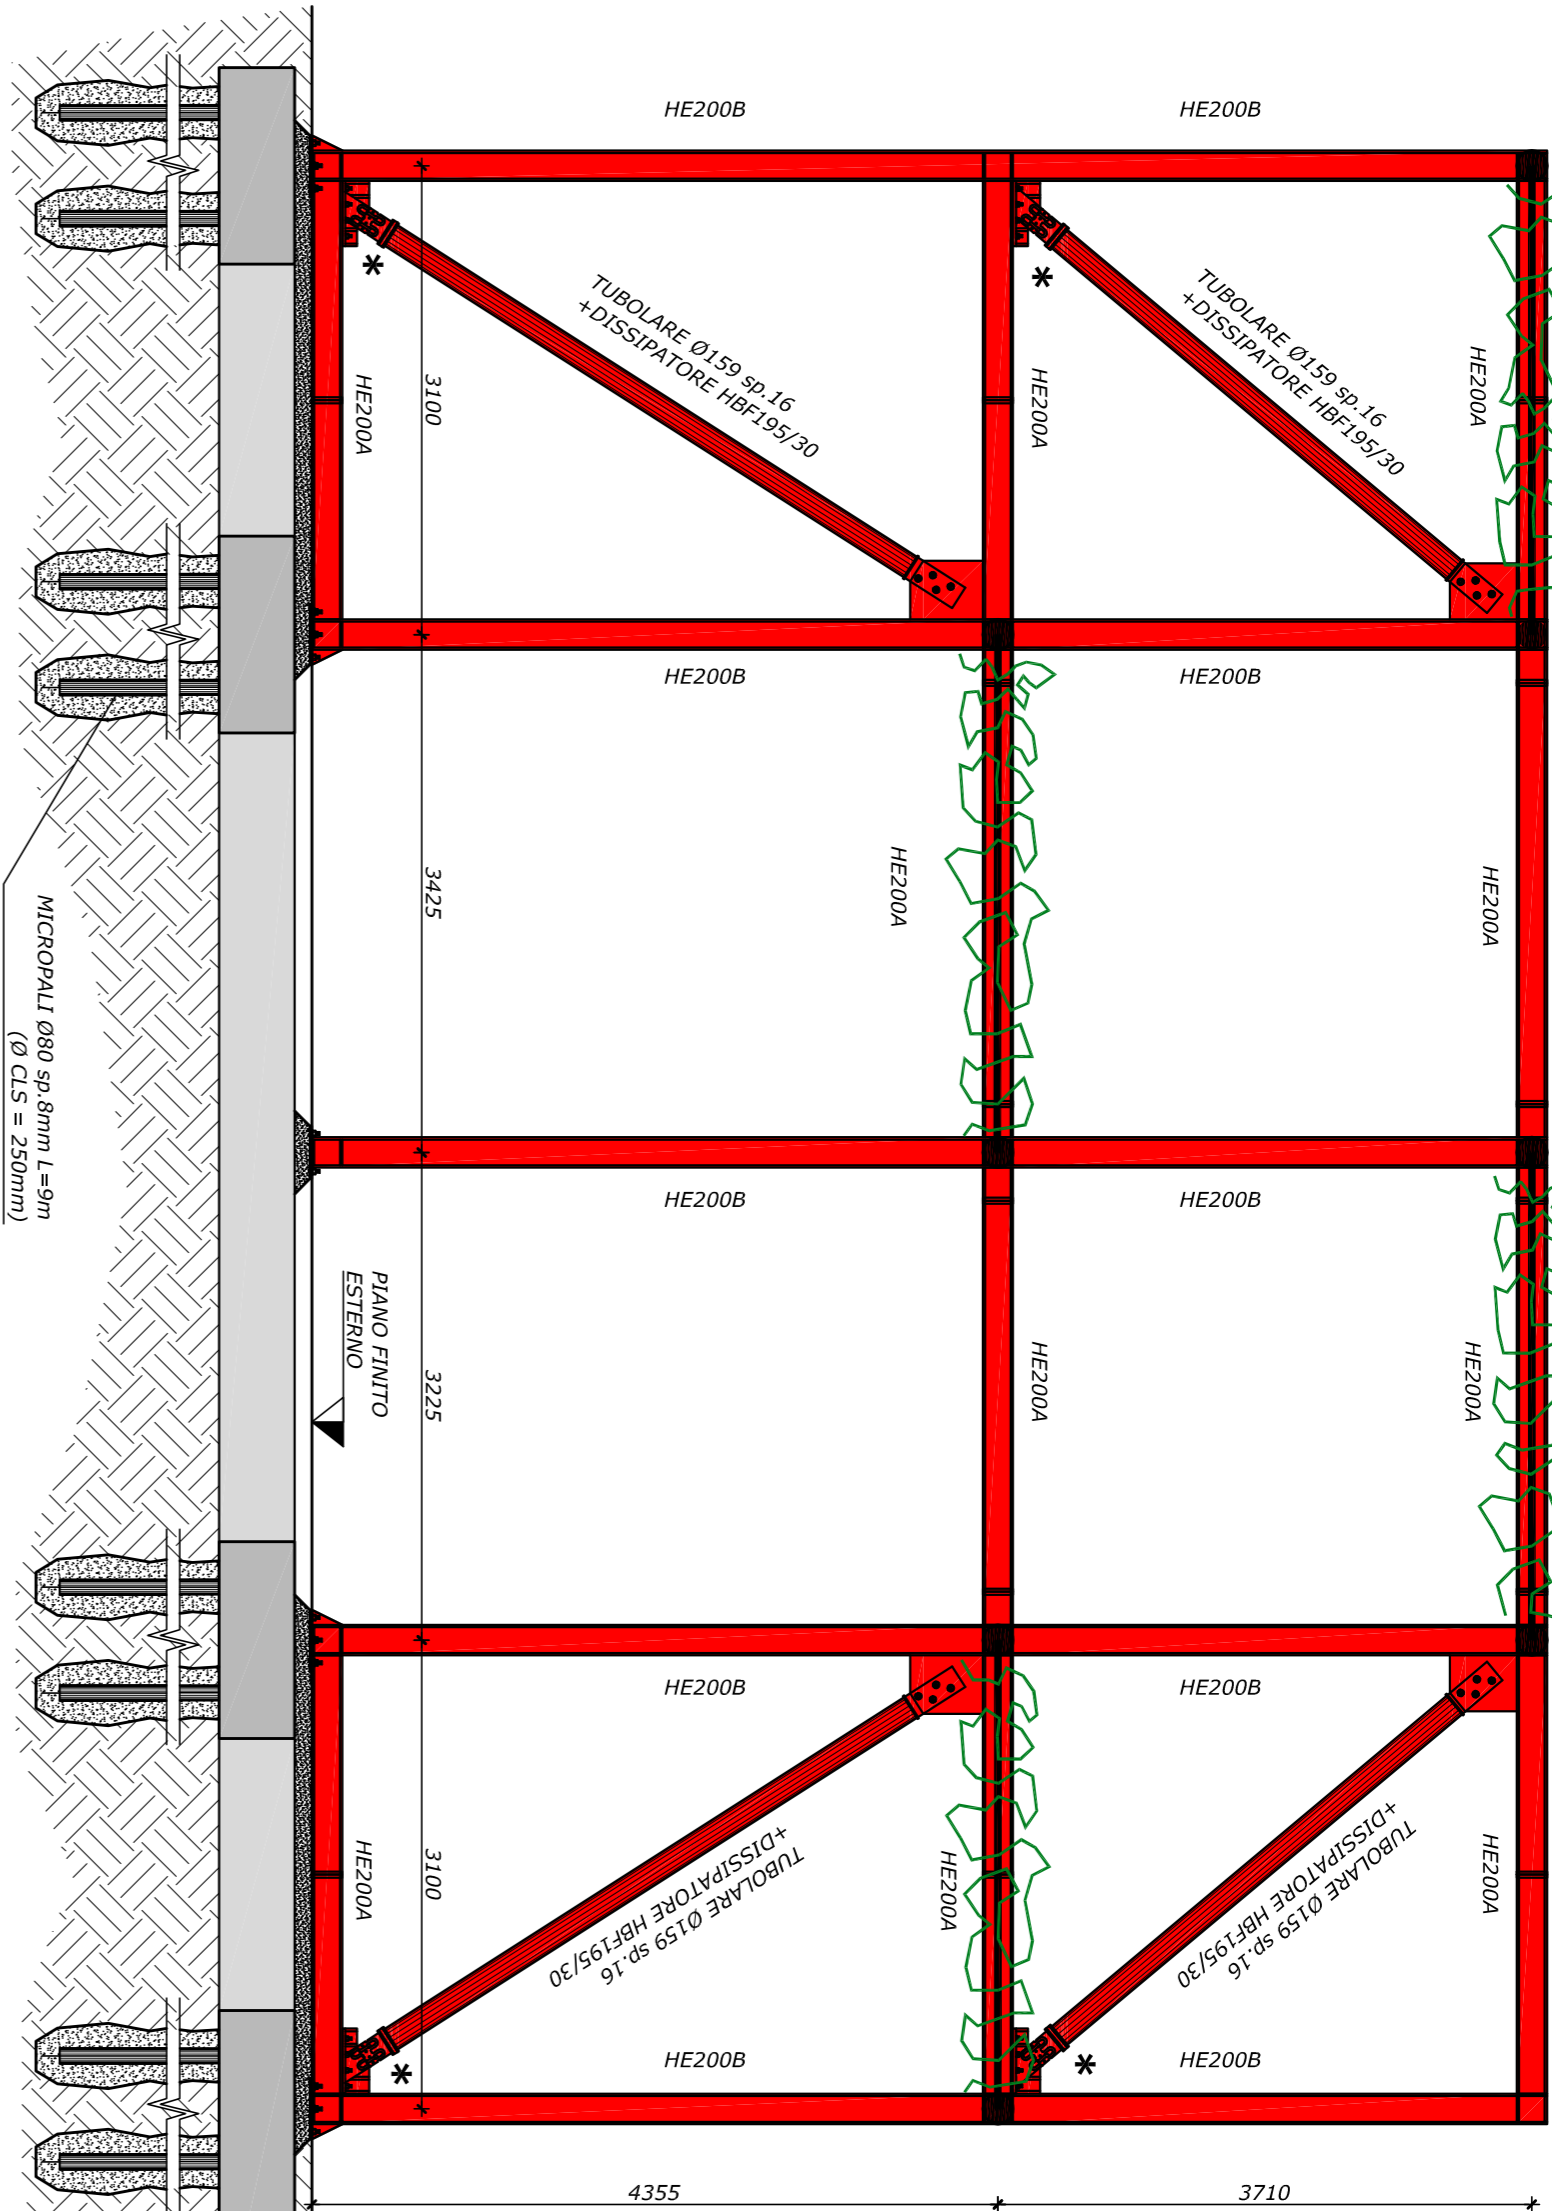 HE200B
HE200B
TUBOLARE Ø159 sp.16
+DISSIPATORE HBF195/30
TUBOLARE Ø159 sp.16
+DISSIPATORE HBF195/30
HE200A
HE200A
HE200A
3100
HE200B
HE200B
HE200A
HE200A
3425
MICROPALI Ø80 sp.8mm L=9m
(Ø CLS = 250mm)
HE200B
HE200B
PIANO FINITO
ESTERNO
3225
HE200A
HE200A
HE200B
HE200B
TUBOLARE Ø159 sp.16
+DISSIPATORE HBF195/30
TUBOLARE Ø159 sp.16
+DISSIPATORE HBF195/30
HE200A
3100
HE200A
HE200A
HE200B
HE200B
4355
3710